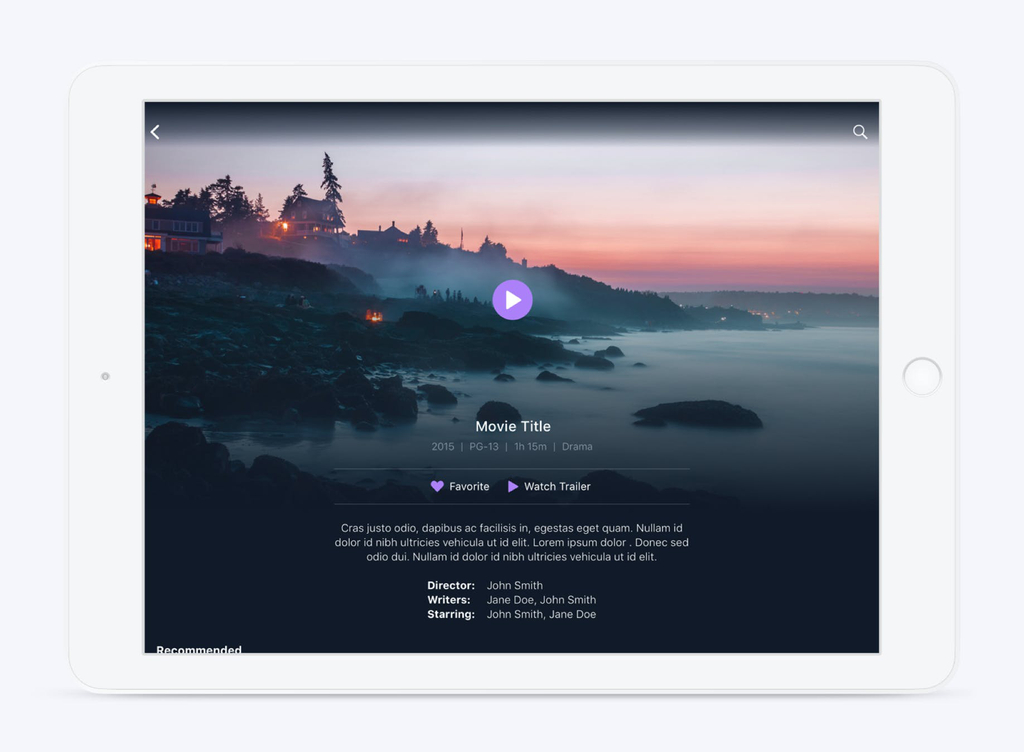 Movie Title
2015 | PG-13 | 1h 15m | Drama
Favorite Watch Trailer
Cras justo odio, dapibus ac facilisis in, egestas eget quam. Nullam id
dolor id nibh ultricies vehicula ut id elit. Lorem ipsum dolor . Donec sed
odio dui. Nullam id dolor id nibh ultricies vehicula ut id elit.
Director: John Smith
Writers: Jane Doe, John Smith
Starring: John Smith, Jane Doe
Recommended